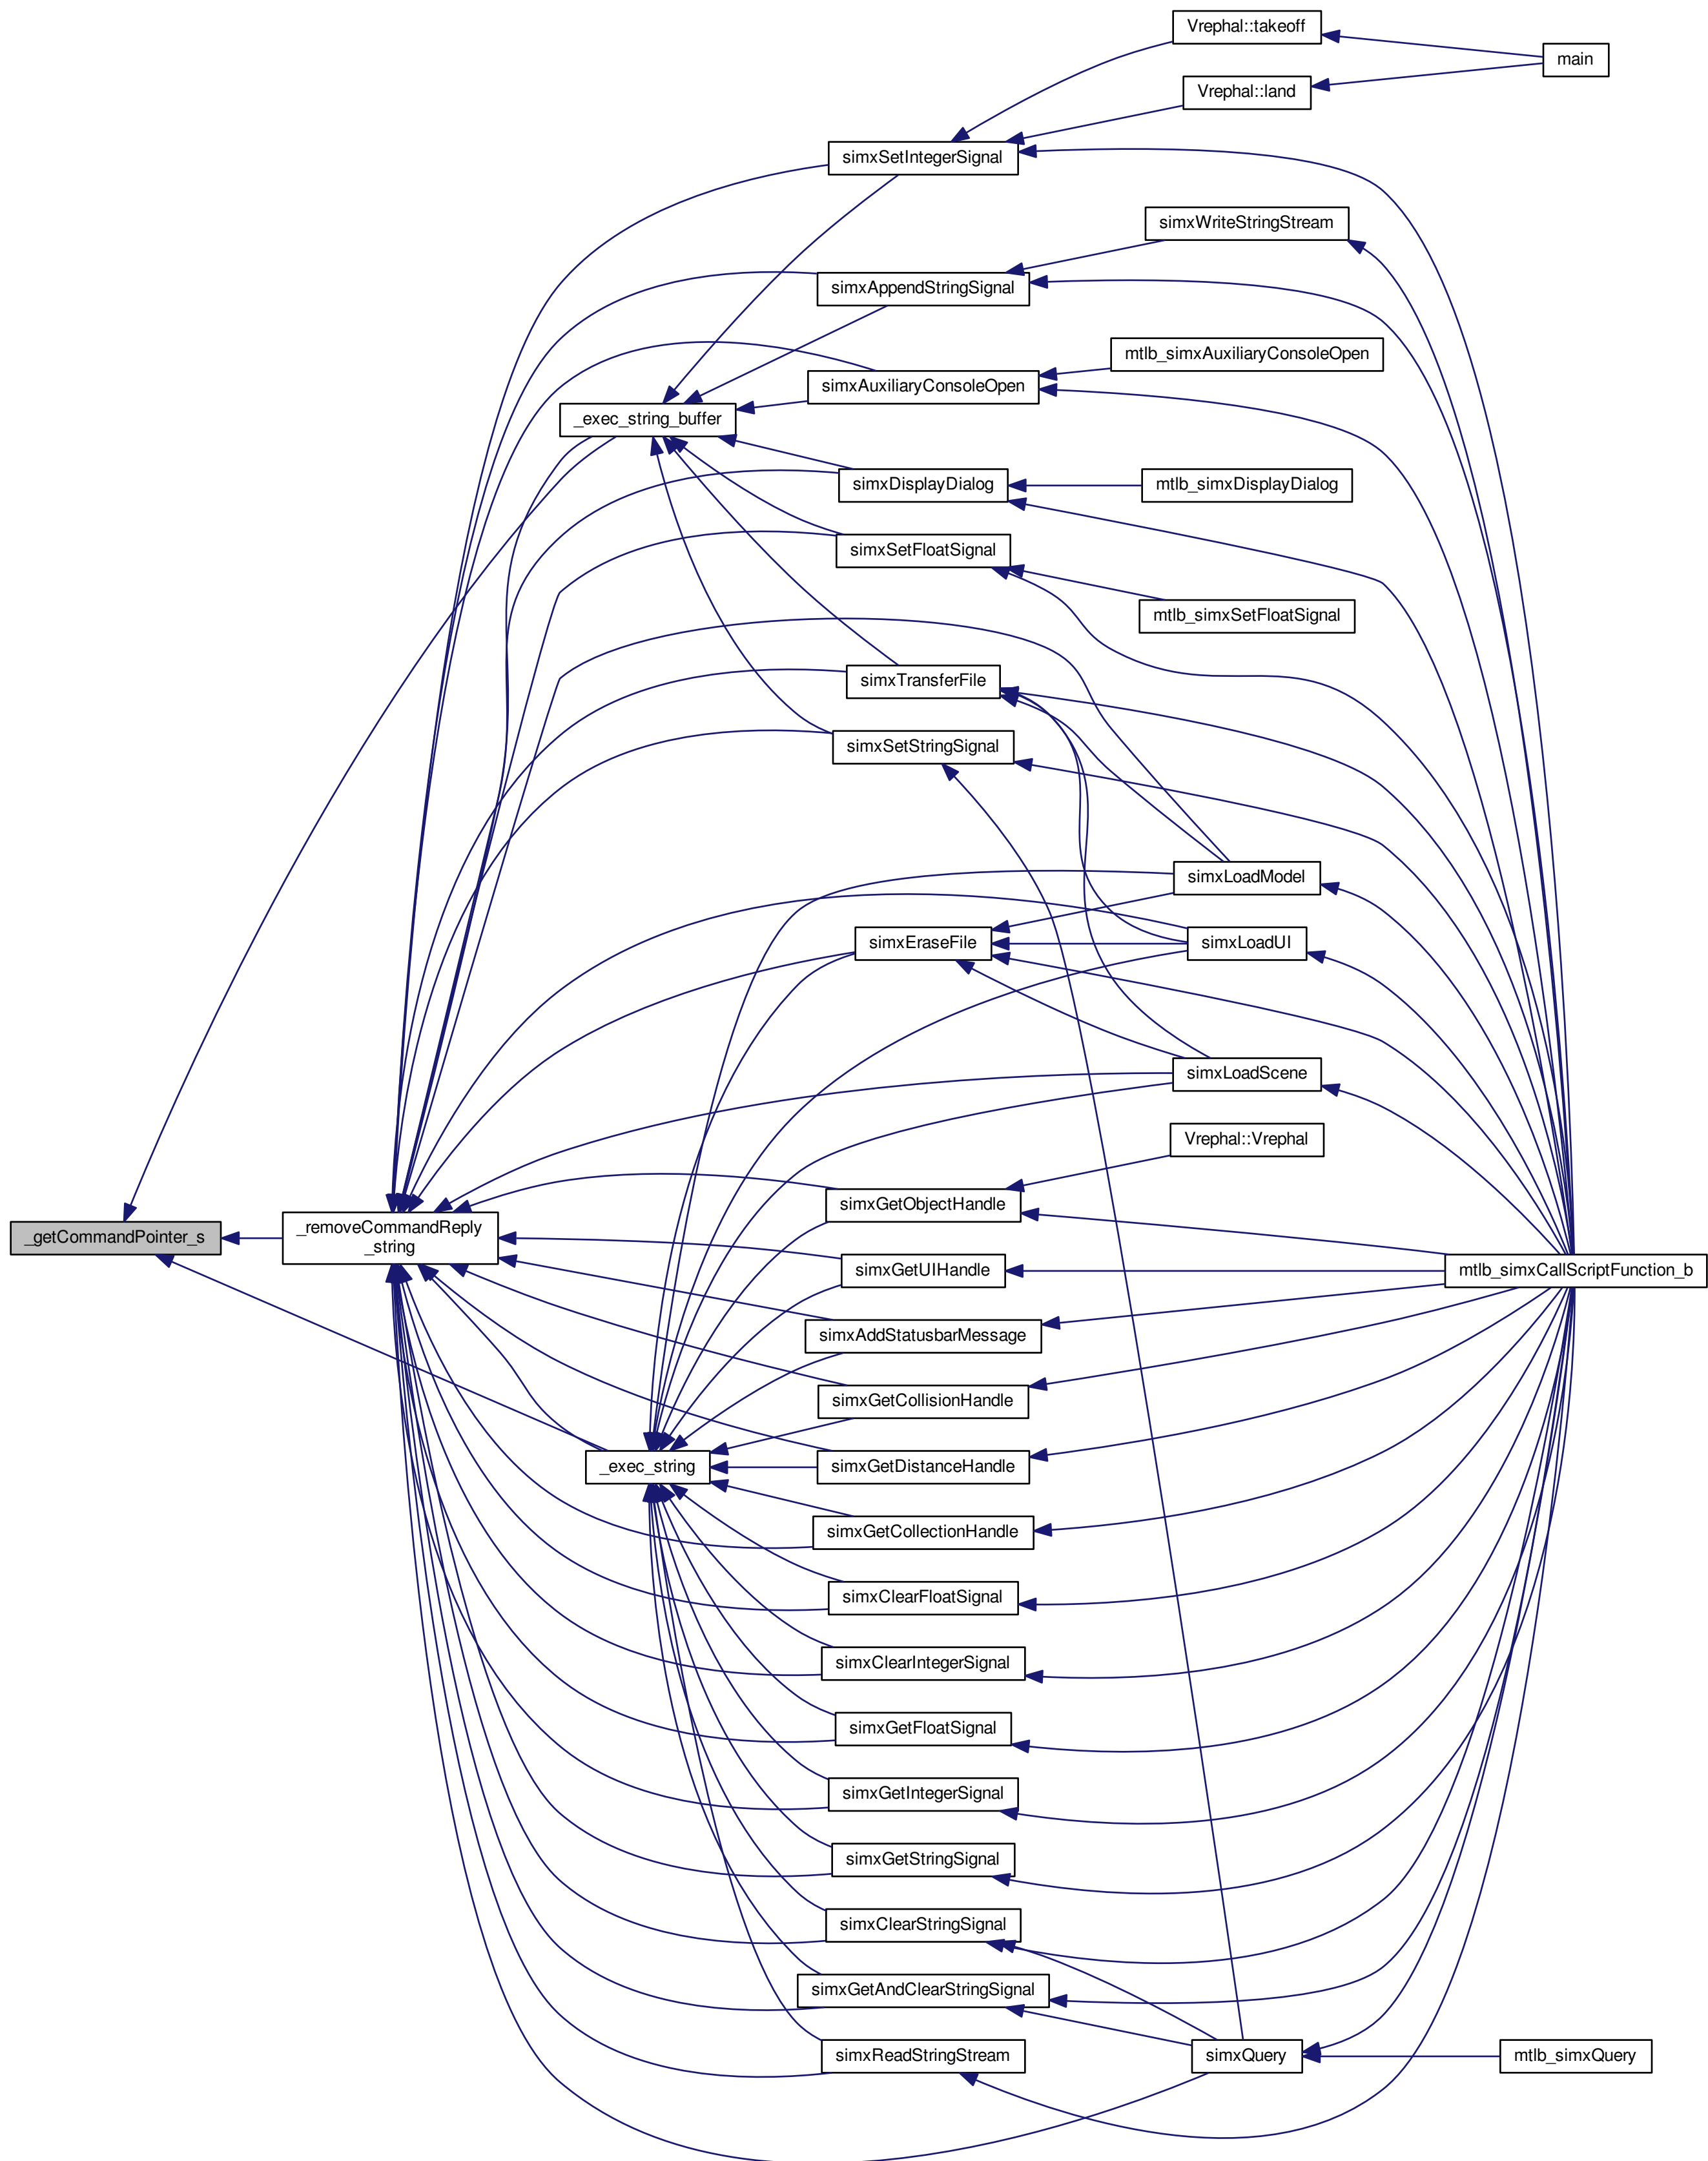 Vrephal::takeoff
main
Vrephal::land
simxSetIntegerSignal
simxWriteStringStream
simxAppendStringSignal
mtlb_simxAuxiliaryConsoleOpen
simxAuxiliaryConsoleOpen
_exec_string_buffer
simxDisplayDialog
mtlb_simxDisplayDialog
simxSetFloatSignal
mtlb_simxSetFloatSignal
simxTransferFile
simxSetStringSignal
simxLoadModel
simxEraseFile
simxLoadUI
simxLoadScene
Vrephal::Vrephal
simxGetObjectHandle
_getCommandPointer_s
_removeCommandReply
_string
simxGetUIHandle
mtlb_simxCallScriptFunction_b
simxAddStatusbarMessage
simxGetCollisionHandle
_exec_string
simxGetDistanceHandle
simxGetCollectionHandle
simxClearFloatSignal
simxClearIntegerSignal
simxGetFloatSignal
simxGetIntegerSignal
simxGetStringSignal
simxClearStringSignal
simxGetAndClearStringSignal
simxReadStringStream
simxQuery
mtlb_simxQuery